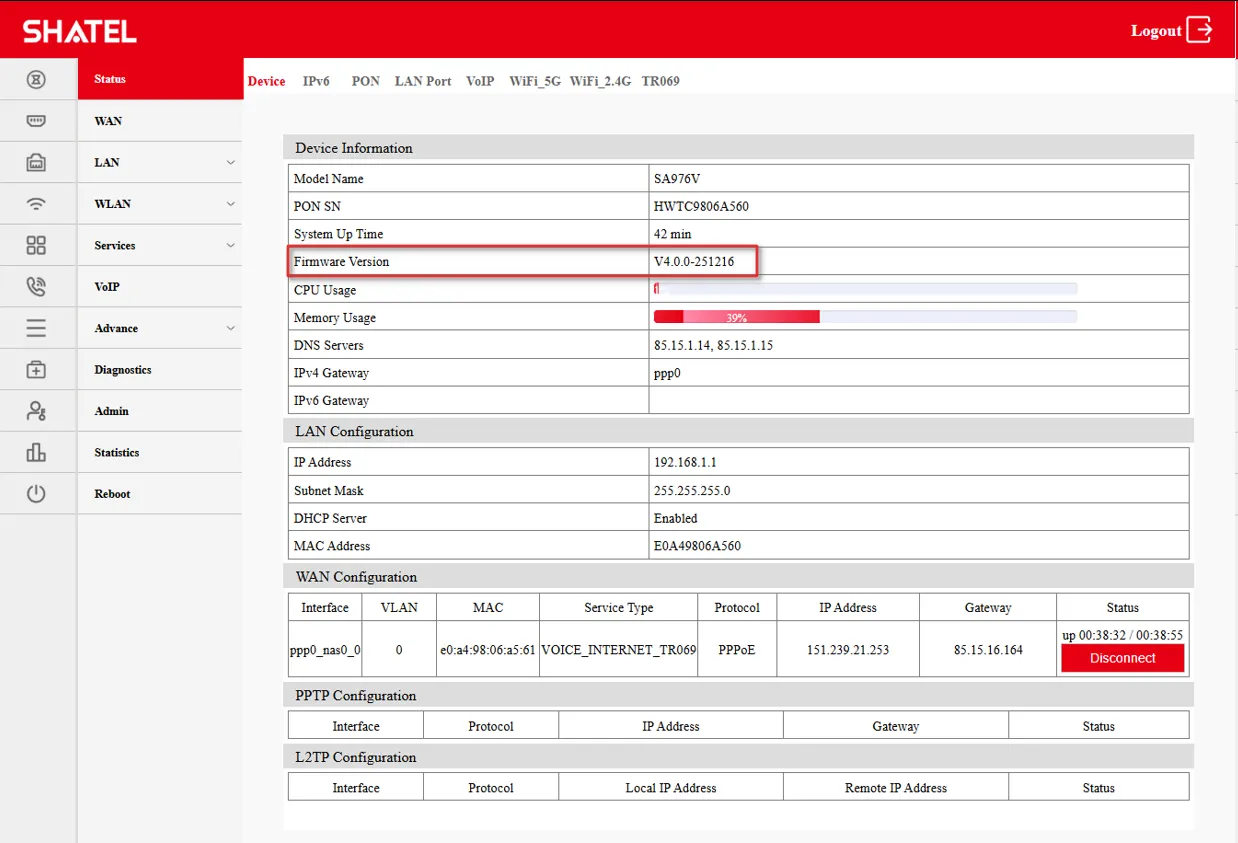 SHATEL
Logout
Status
WAN
LAN
WLAN
Services
VoIP
Advance
Diagnostics
Admin
Statistics
Reboot
Device IPv6 PON LAN Port VoIP WiFi_5G WiFi_2.4G TR069
Device Information
Model Name SA976V
PON SN HWTC9806A560
System Up Time 42 min
Firmware Version V4.0.0-251216
CPU Usage
Memory Usage 39%
DNS Servers 85.15.1.14, 85.15.1.15
IPv4 Gateway ppp0
IPv6 Gateway
LAN Configuration
IP Address 192.168.1.1
Subnet Mask 255.255.255.0
DHCP Server Enabled
MAC Address E0A49806A560
WAN Configuration
Interface VLAN MAC Service Type Protocol IP Address Gateway Status
ppp0_nas0_0 0 e0:a4:98:06:a5:61 VOICE_INTERNET_TR069 PPPoE 151.239.21.253 85.15.16.164 up 00:38:32 / 00:38:55
Disconnect
PPTP Configuration
Interface Protocol IP Address Gateway Status
L2TP Configuration
Interface Protocol Local IP Address Remote IP Address Status